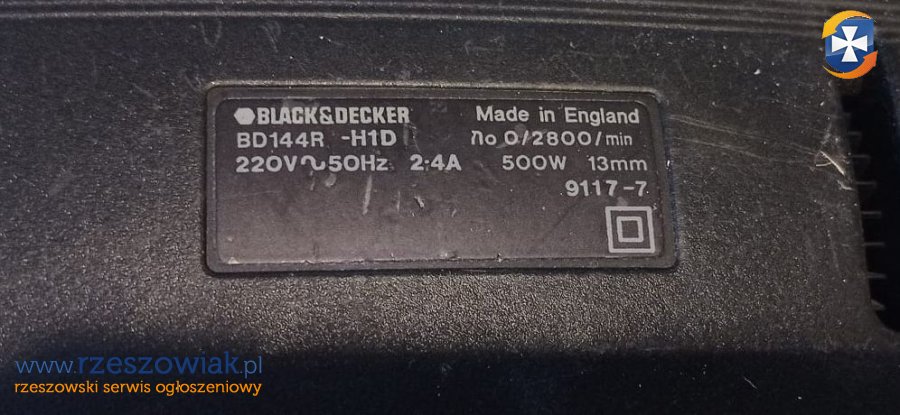 BLACK&DECKER Made in England
BD144R -H1D no 0/2800/min
220V~50Hz 2·4A 500W 13mm
9117-7
www.rzeszowiak.pl
rzeszowski serwis ogłoszeniowy